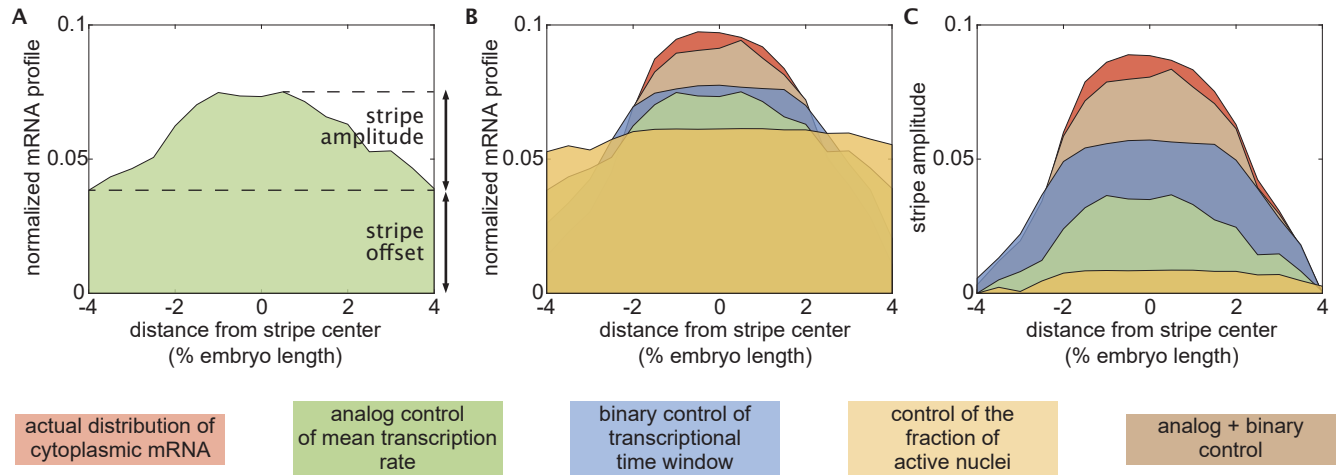 A
0.1
0.05
0
normalized mRNA profile
stripe
amplitude
stripe
offset
-4
-2
0
2
4
distance from stripe center
(% embryo length)
B
0.1
0.05
0
normalized mRNA profile
-4
-2
0
2
4
distance from stripe center
(% embryo length)
C
0.1
0.05
0
stripe amplitude
-4
-2
0
2
4
distance from stripe center
(% embryo length)
actual distribution of
cytoplasmic mRNA
analog control
of mean transcription
rate
binary control of
transcriptional
time window
control of the
fraction of
active nuclei
analog + binary
control